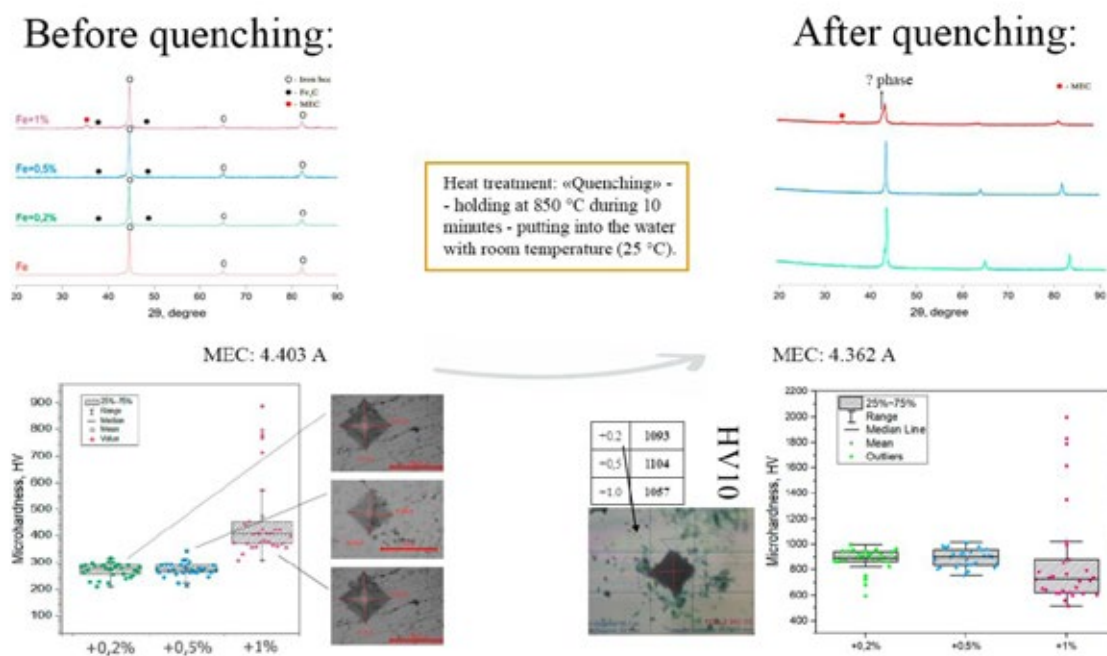 Before quenching:
After quenching:
- Iron bcc
- Fe₃C
- MEC
Fe=1%
Fe=0,5%
Fe=0,2%
Fe
20 30 40 50 60 70 80 90
2θ, degree
? phase
- MEC
20 30 40 50 60 70 80 90
2θ, degree
Heat treatment: «Quenching» -
- holding at 850 °C during 10
minutes - putting into the water
with room temperature (25 °C).
MEC: 4.403 A
MEC: 4.362 A
Microhardness, HV
900
800
700
600
500
400
300
200
100
25%-75%
Range
Median
Mean
Value
+0,2% +0,5% +1%
+0.2 1093
+0,5 1104
+1.0 1057
HV10
Microhardness, HV
2200
2000
1800
1600
1400
1200
1000
800
600
400
25%~75%
Range
Median Line
Mean
Outliers
+0,2% +0.5% +1%